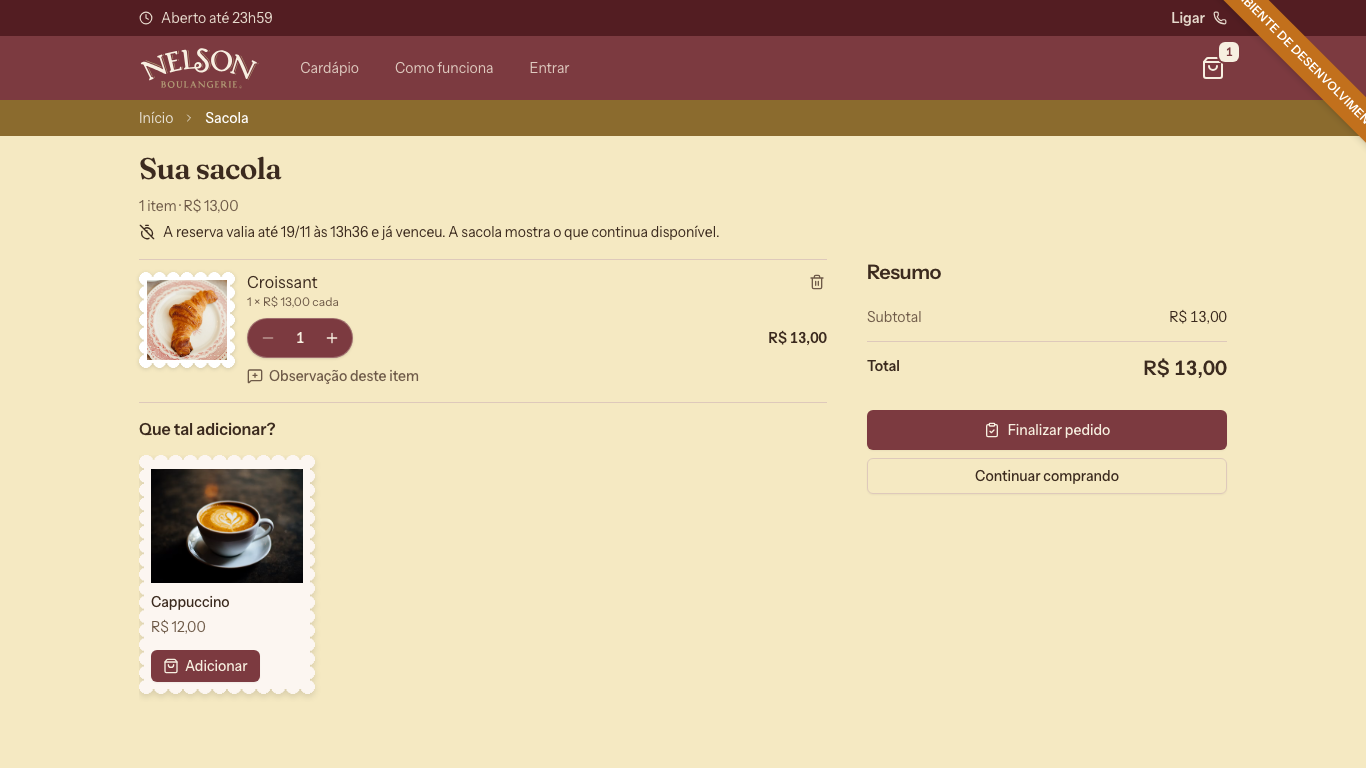 Aberto até 23h59
Ligar
NELSON
BOULANGERIE.
Cardápio
Como funciona
Entrar
1
DE DESENVOLVIMEN
Início
Sacola
Sua sacola
1 item · R$ 13,00
A reserva valia até 19/11 às 13h36 e já venceu. A sacola mostra o que continua disponível.
Croissant
1 × R$ 13,00 cada
1
R$ 13,00
Observação deste item
Que tal adicionar?
Cappuccino
R$ 12,00
Adicionar
Resumo
Subtotal
R$ 13,00
Total
R$ 13,00
Finalizar pedido
Continuar comprando